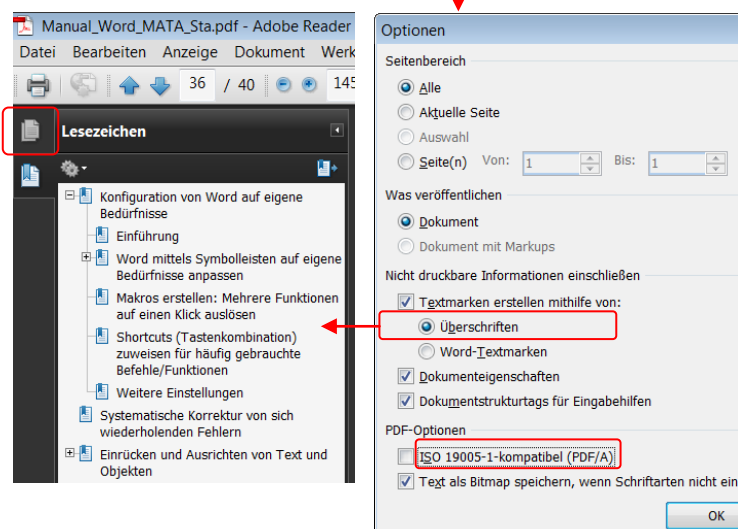 Manual_Word_MATA_Sta.pdf - Adobe Reader
Datei Bearbeiten Anzeige Dokument Werk
36 / 40 145
Lesezeichen
Konfiguration von Word auf eigene
Bedürfnisse
Einführung
Word mittels Symbolleisten auf eigene
Bedürfnisse anpassen
Makros erstellen: Mehrere Funktionen
auf einen Klick auslösen
Shortcuts (Tastenkombination)
zuweisen für häufig gebrauchte
Befehle/Funktionen
Weitere Einstellungen
Systematische Korrektur von sich
wiederholenden Fehlern
Einrücken und Ausrichten von Text und
Objekten
Optionen
Seitenbereich
Alle
Aktuelle Seite
Auswahl
Seite(n) Von: 1 Bis: 1
Was veröffentlichen
Dokument
Dokument mit Markups
Nicht druckbare Informationen einschließen
Textmarken erstellen mithilfe von:
Überschriften
Word-Textmarken
Dokumenteigenschaften
Dokumentstrukturtags für Eingabehilfen
PDF-Optionen
ISO 19005-1-kompatibel (PDF/A)
Text als Bitmap speichern, wenn Schriftarten nicht ein
OK